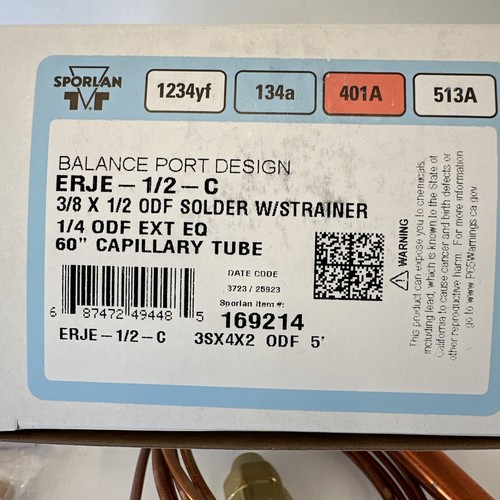 SPORLAN
1234yf 134a 401A 513A
BALANCE PORT DESIGN
ERJE - 1/2 - C
3/8 X 1/2 ODF SOLDER W/STRAINER
1/4 ODF EXT EQ
60" CAPILLARY TUBE
DATE CODE
3723 / 25923
Sporlan Item #:
169214
6 87472 49448 5
ERJE-1/2-C 3SX4X2 ODF 5'
WARNING
This product can expose you to chemicals,
including lead, which is known to the State of
California to cause cancer and birth defects or
other reproductive harm. For more information
go to www.P65Warnings.ca.gov